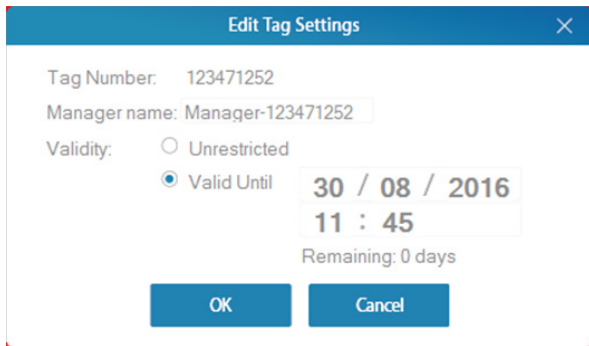 Edit Tag Settings
Tag Number: 123471252
Manager name: Manager-123471252
Validity: Unrestricted
Valid Until 30 / 08 / 2016
11 : 45
Remaining: 0 days
OK Cancel